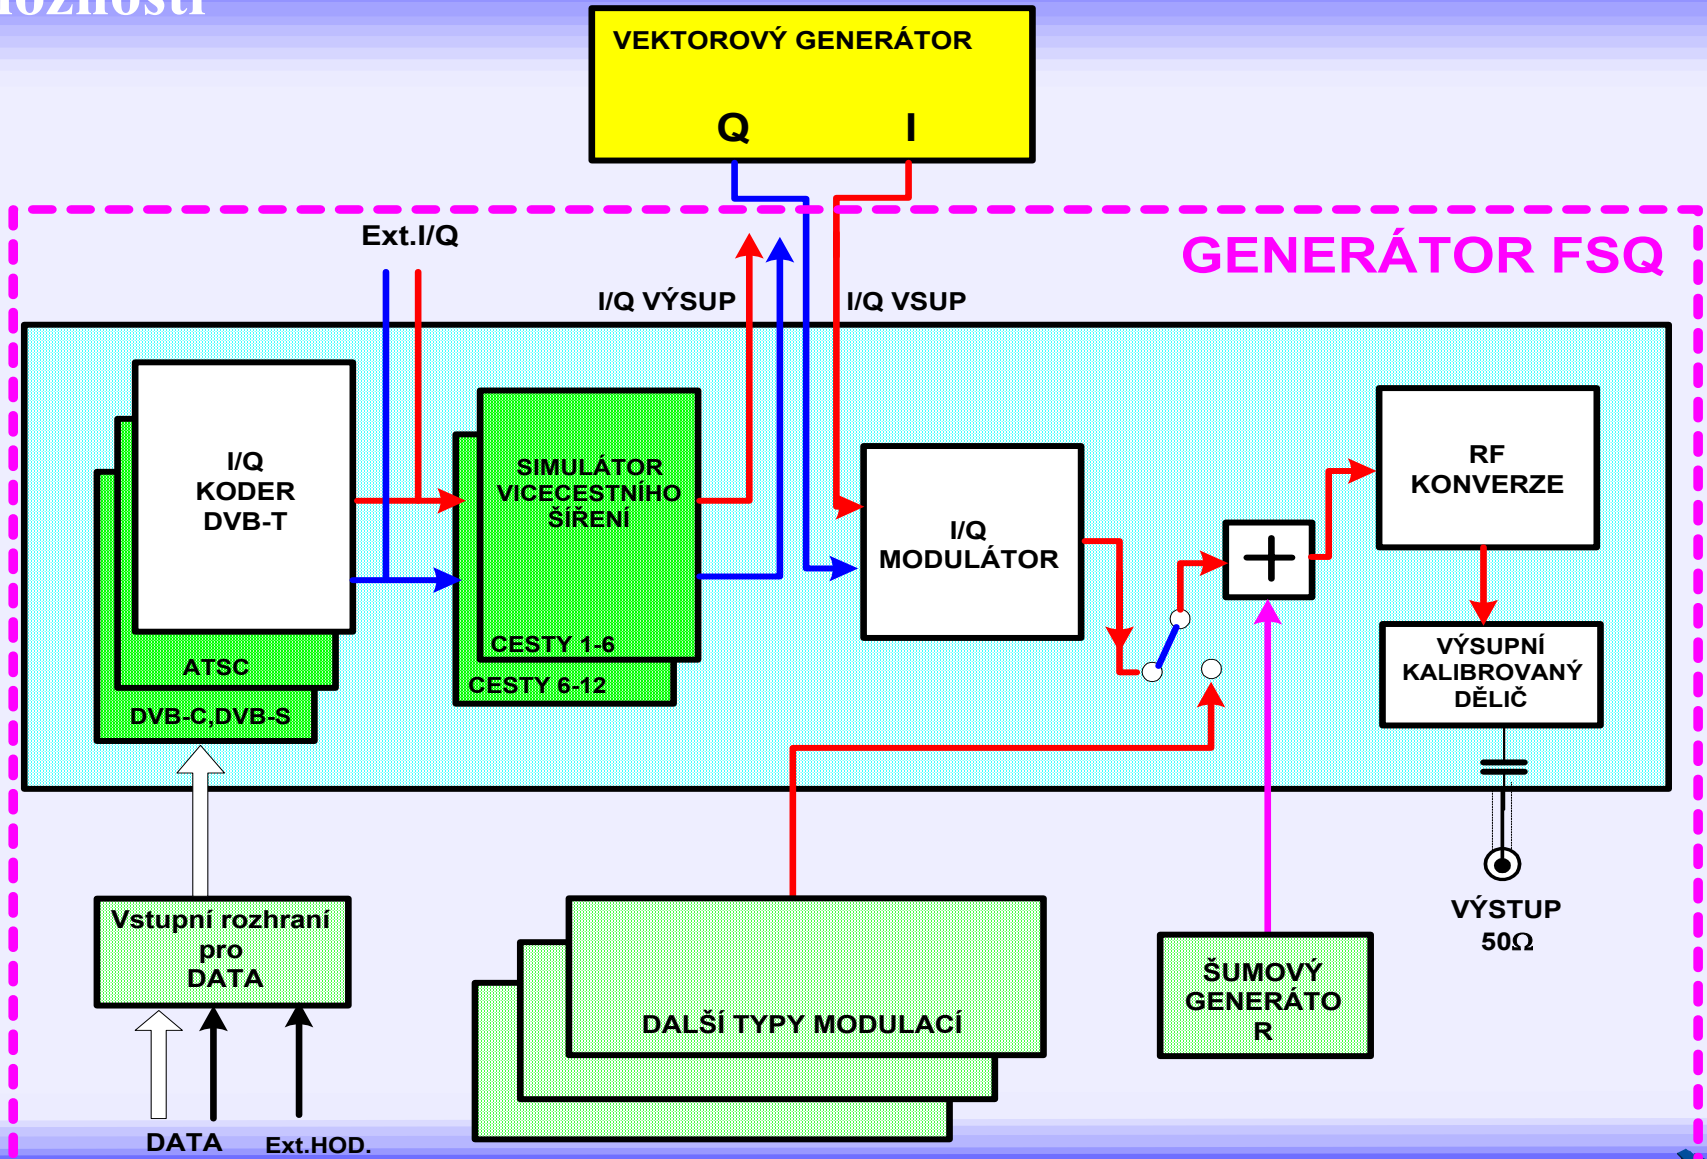 VEKTOROVÝ GENERÁTOR
Q I
GENERÁTOR FSQ
Ext.I/Q
I/Q VÝSUP
I/Q VSUP
I/Q
KODER
DVB-T
ATSC
DVB-C,DVB-S
SIMULÁTOR
VICECESTNÍHO
ŠÍŘENÍ
CESTY 1-6
CESTY 6-12
I/Q
MODULÁTOR
+
RF
KONVERZE
VÝSUPNÍ
KALIBROVANÝ
DĚLIČ
VÝSTUP
50Ω
Vstupní rozhraní
pro
DATA
DATA
Ext.HOD.
DALŠÍ TYPY MODULACÍ
ŠUMOVÝ
GENERÁTO
R